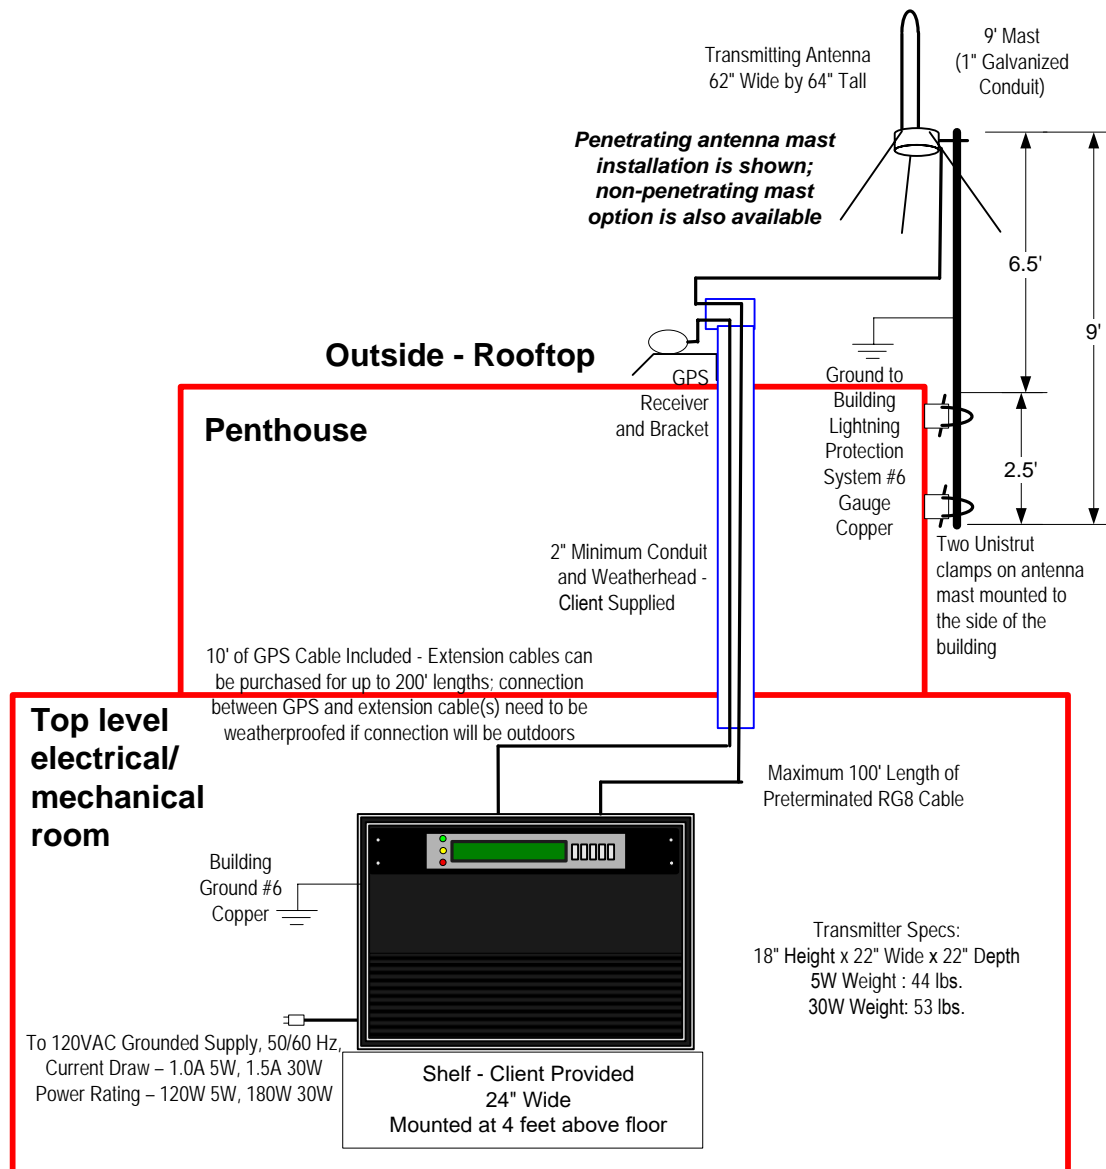 Transmitting Antenna
62" Wide by 64" Tall
9' Mast
(1" Galvanized
Conduit)
Penetrating antenna mast
installation is shown;
non-penetrating mast
option is also available
6.5'
9'
2.5'
Outside - Rooftop
GPS
Receiver
and Bracket
Ground to
Building
Lightning
Protection
System #6
Gauge
Copper
Penthouse
Two Unistrut
clamps on antenna
mast mounted to
the side of the
building
2" Minimum Conduit
and Weatherhead -
Client Supplied
10' of GPS Cable Included - Extension cables can
be purchased for up to 200' lengths; connection
between GPS and extension cable(s) need to be
weatherproofed if connection will be outdoors
Top level
electrical/
mechanical
room
Maximum 100' Length of
Preterminated RG8 Cable
Building
Ground #6
Copper
Transmitter Specs:
18" Height x 22" Wide x 22" Depth
5W Weight : 44 lbs.
30W Weight: 53 lbs.
To 120VAC Grounded Supply, 50/60 Hz,
Current Draw – 1.0A 5W, 1.5A 30W
Power Rating – 120W 5W, 180W 30W
Shelf - Client Provided
24" Wide
Mounted at 4 feet above floor